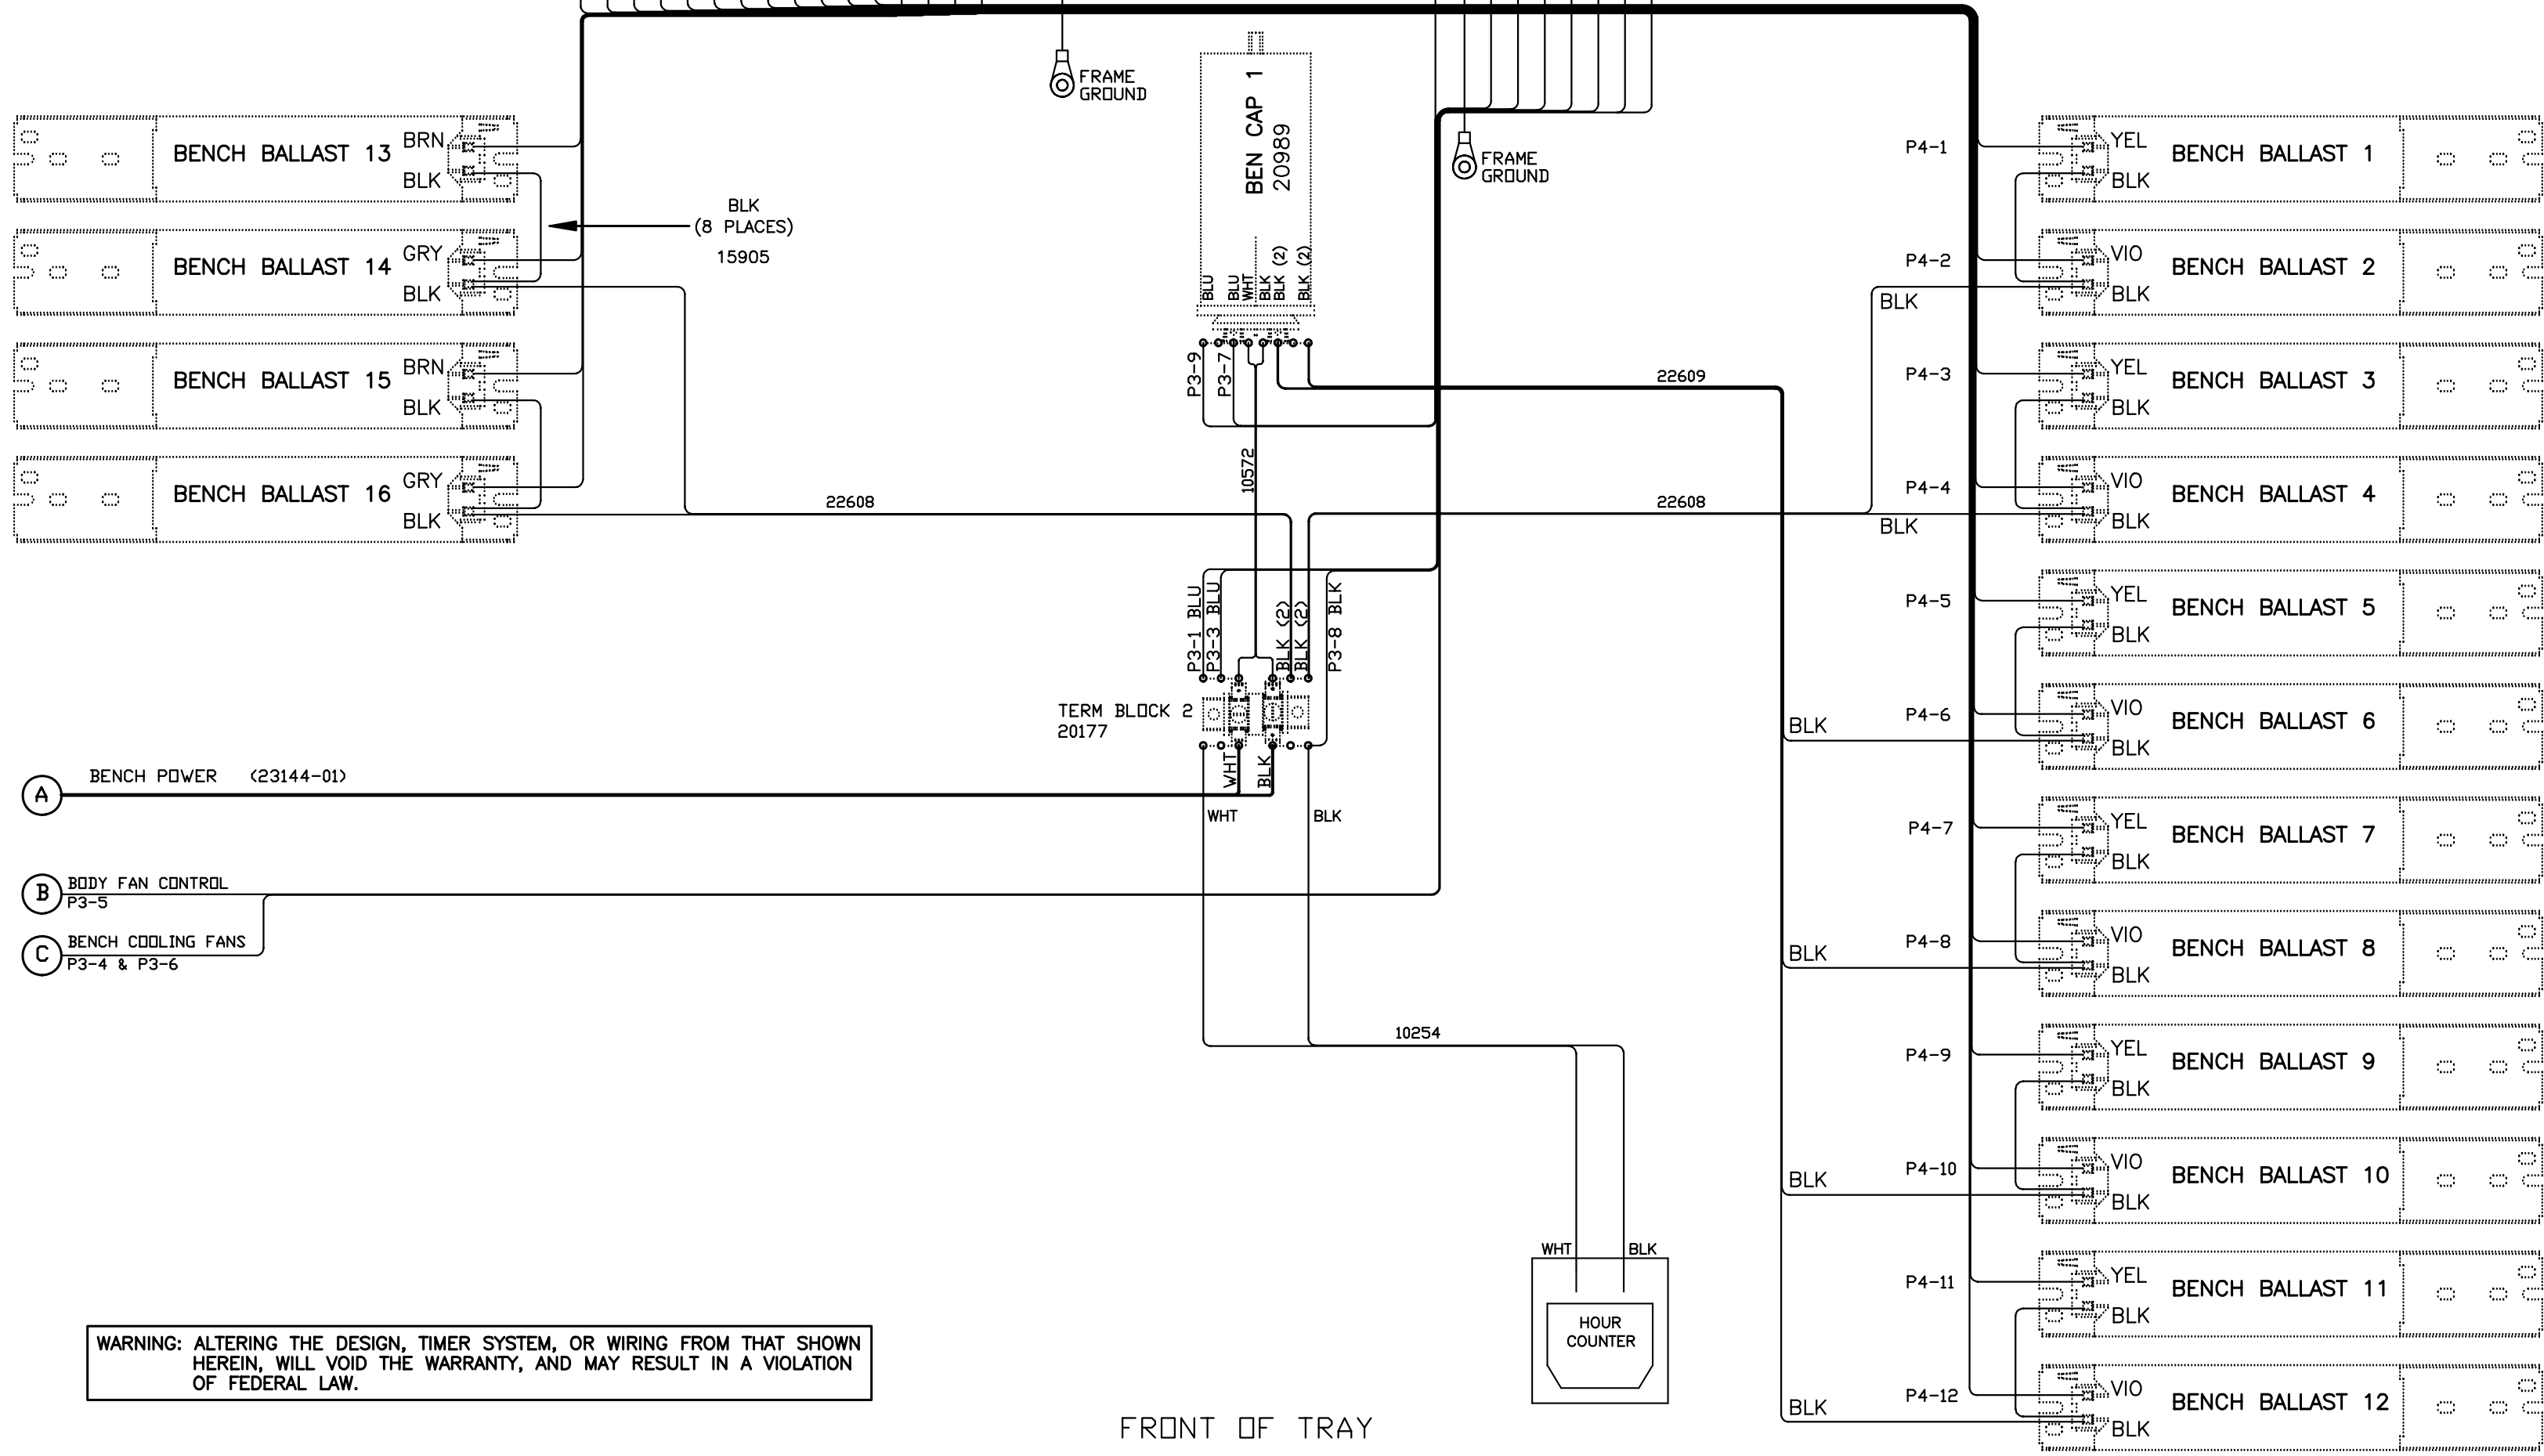 FRAME
GROUND
BEN CAP 1
20989
BLU
BLU
WHT
BLK
BLK (2)
BLK (2)
P3-9
P3-7
FRAME
GROUND
BRN
BENCH BALLAST 13
BLK
GRY
BENCH BALLAST 14
BLK
BRN
BENCH BALLAST 15
BLK
GRY
BENCH BALLAST 16
BLK
BLK
(8 PLACES)
15905
22608
10572
22609
22608
P3-1 BLU
P3-3 BLU
BLK (2)
BLK (2)
P3-8 BLK
TERM BLOCK 2
20177
WHT
BLK
WHT
BLK
A
BENCH POWER (23144-01)
B
BODY FAN CONTROL
P3-5
C
BENCH COOLING FANS
P3-4 & P3-6
10254
WHT
BLK
HOUR
COUNTER
P4-1
YEL
BENCH BALLAST 1
BLK
P4-2
VIO
BENCH BALLAST 2
BLK
BLK
P4-3
YEL
BENCH BALLAST 3
BLK
P4-4
VIO
BENCH BALLAST 4
BLK
BLK
P4-5
YEL
BENCH BALLAST 5
BLK
P4-6
VIO
BENCH BALLAST 6
BLK
BLK
P4-7
YEL
BENCH BALLAST 7
BLK
P4-8
VIO
BENCH BALLAST 8
BLK
BLK
P4-9
YEL
BENCH BALLAST 9
BLK
P4-10
VIO
BENCH BALLAST 10
BLK
BLK
P4-11
YEL
BENCH BALLAST 11
BLK
P4-12
VIO
BENCH BALLAST 12
BLK
BLK
WARNING: ALTERING THE DESIGN, TIMER SYSTEM, OR WIRING FROM THAT SHOWN
HEREIN, WILL VOID THE WARRANTY, AND MAY RESULT IN A VIOLATION
OF FEDERAL LAW.
FRONT OF TRAY